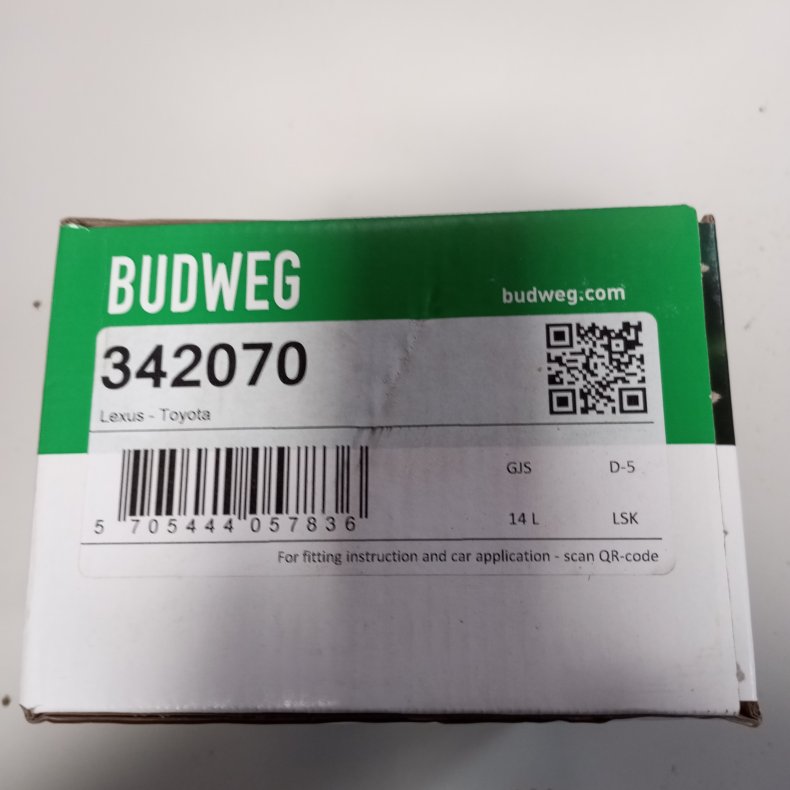 BUDWEG
budweg.com
342070
Lexus - Toyota
GJS D-5
5 705444 057836
14 L LSK
For fitting instruction and car application - scan QR-code